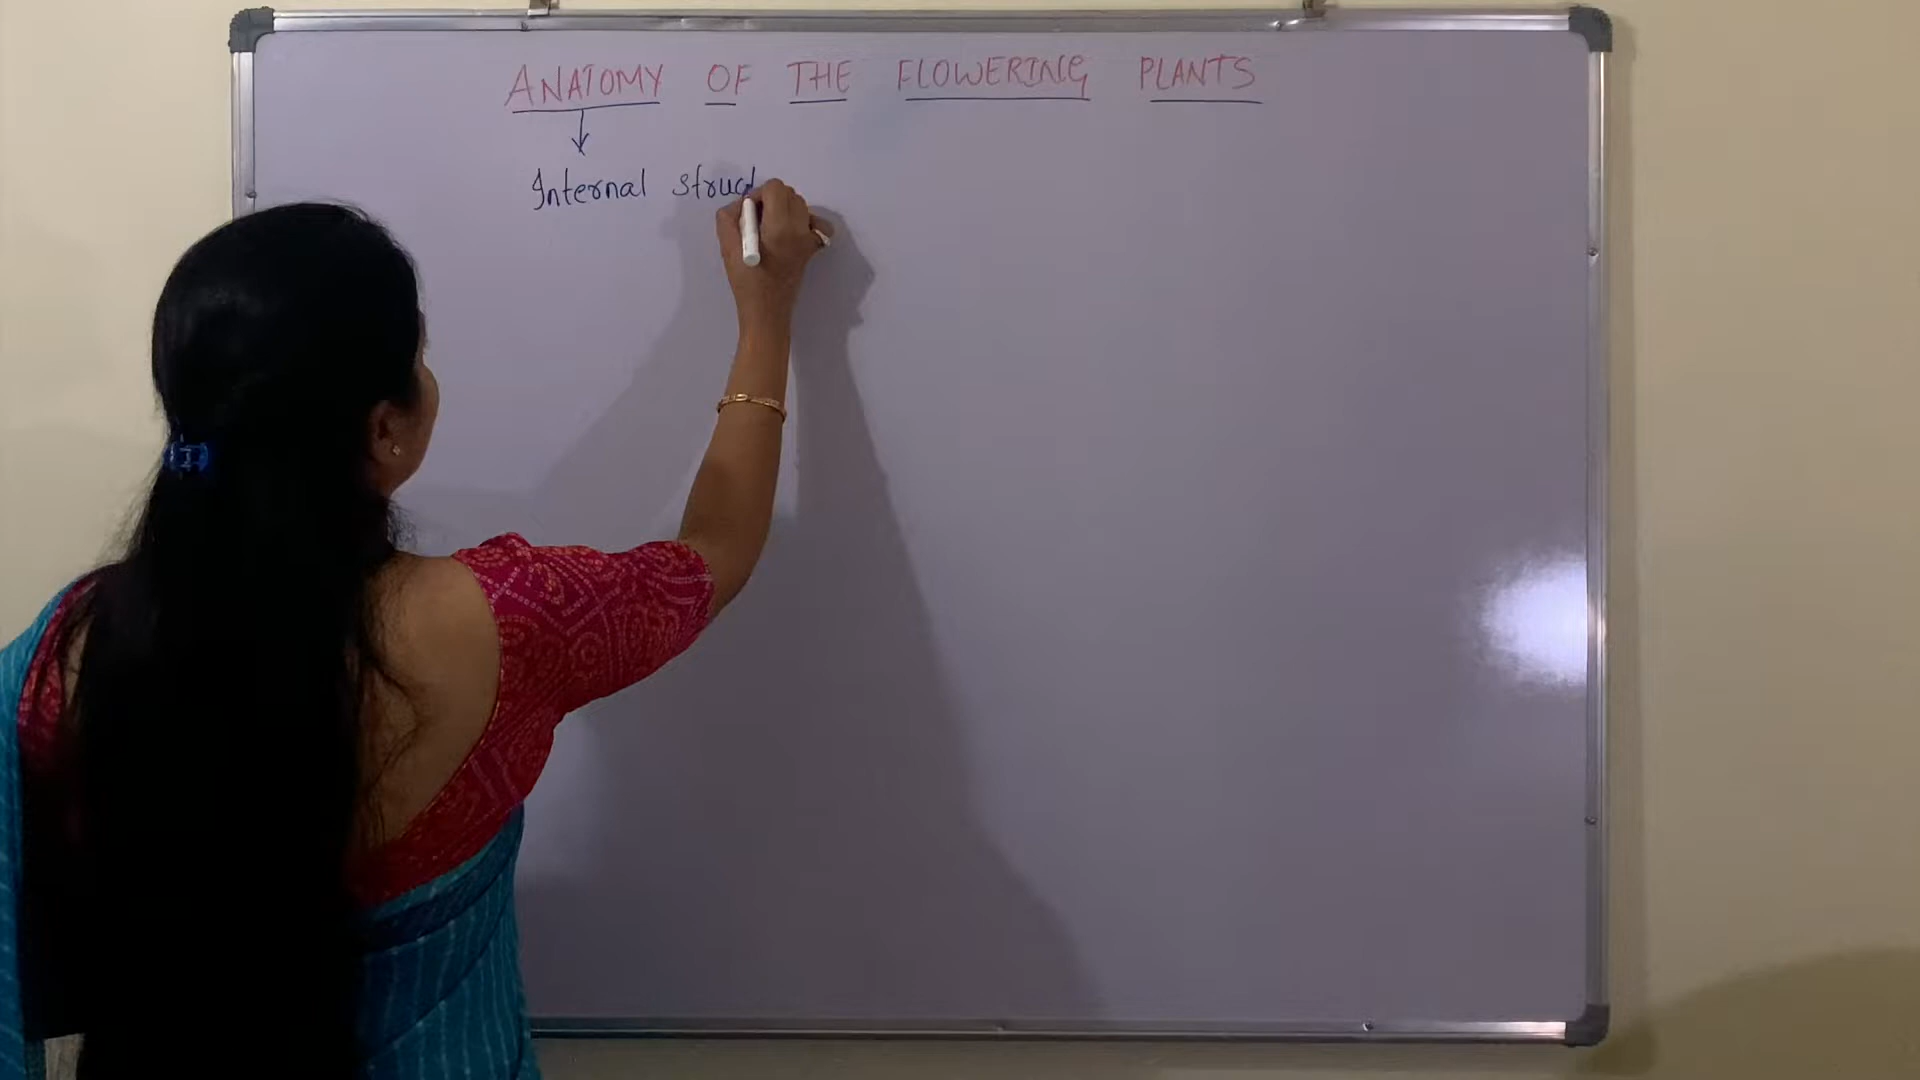 ANATOMY OF THE FLOWERING PLANTS
Internal struct